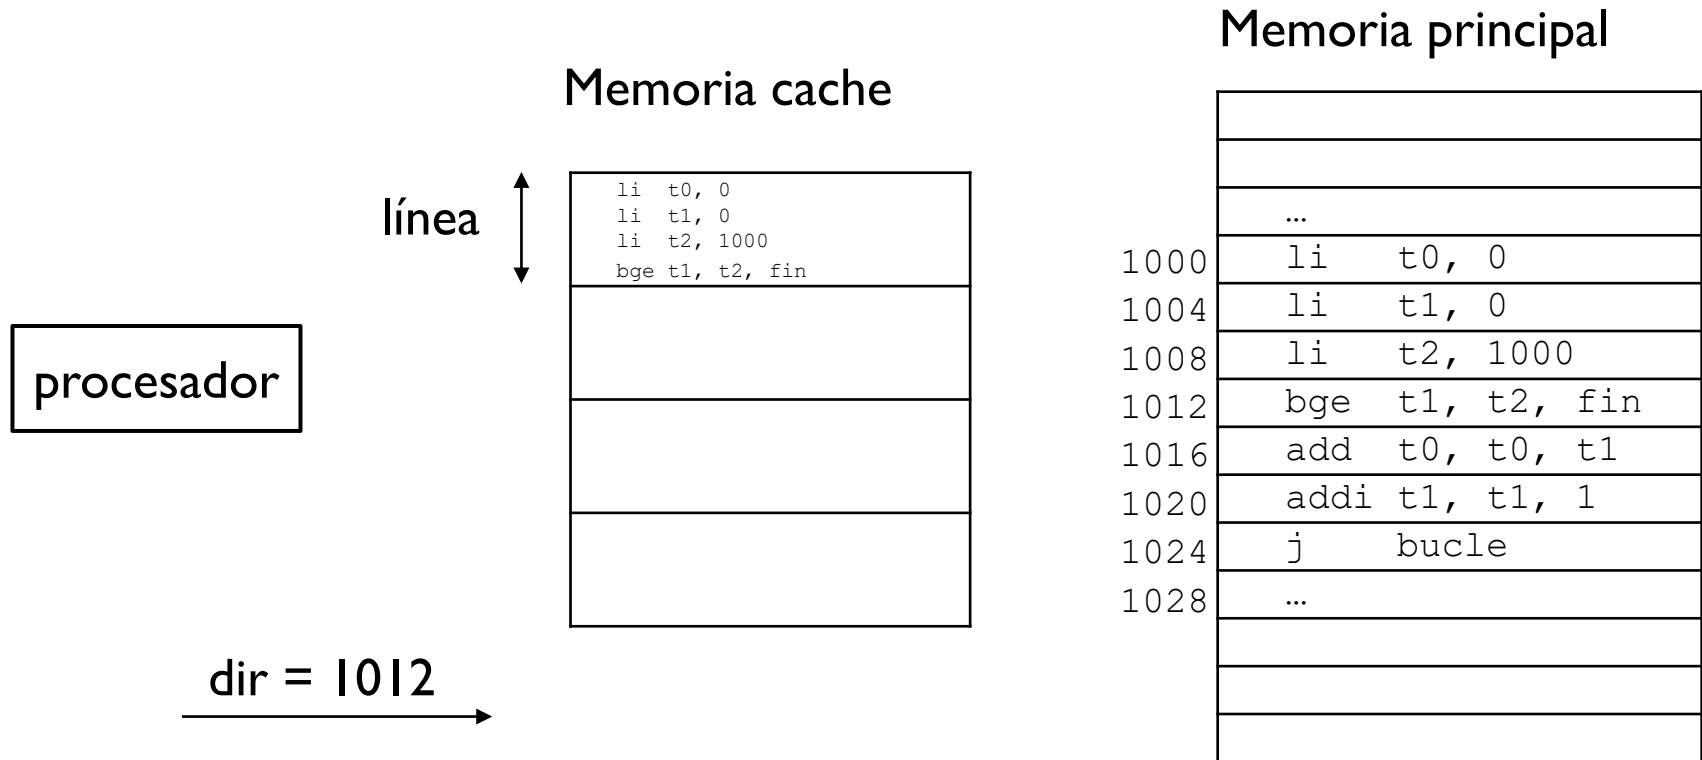 Memoria principal
Memoria cache
línea
li t0, 0
li t1, 0
li t2, 1000
bge t1, t2, fin
procesador
dir = 1012
…
1000 li t0, 0
1004 li t1, 0
1008 li t2, 1000
1012 bge t1, t2, fin
1016 add t0, t0, t1
1020 addi t1, t1, 1
1024 j bucle
1028 …